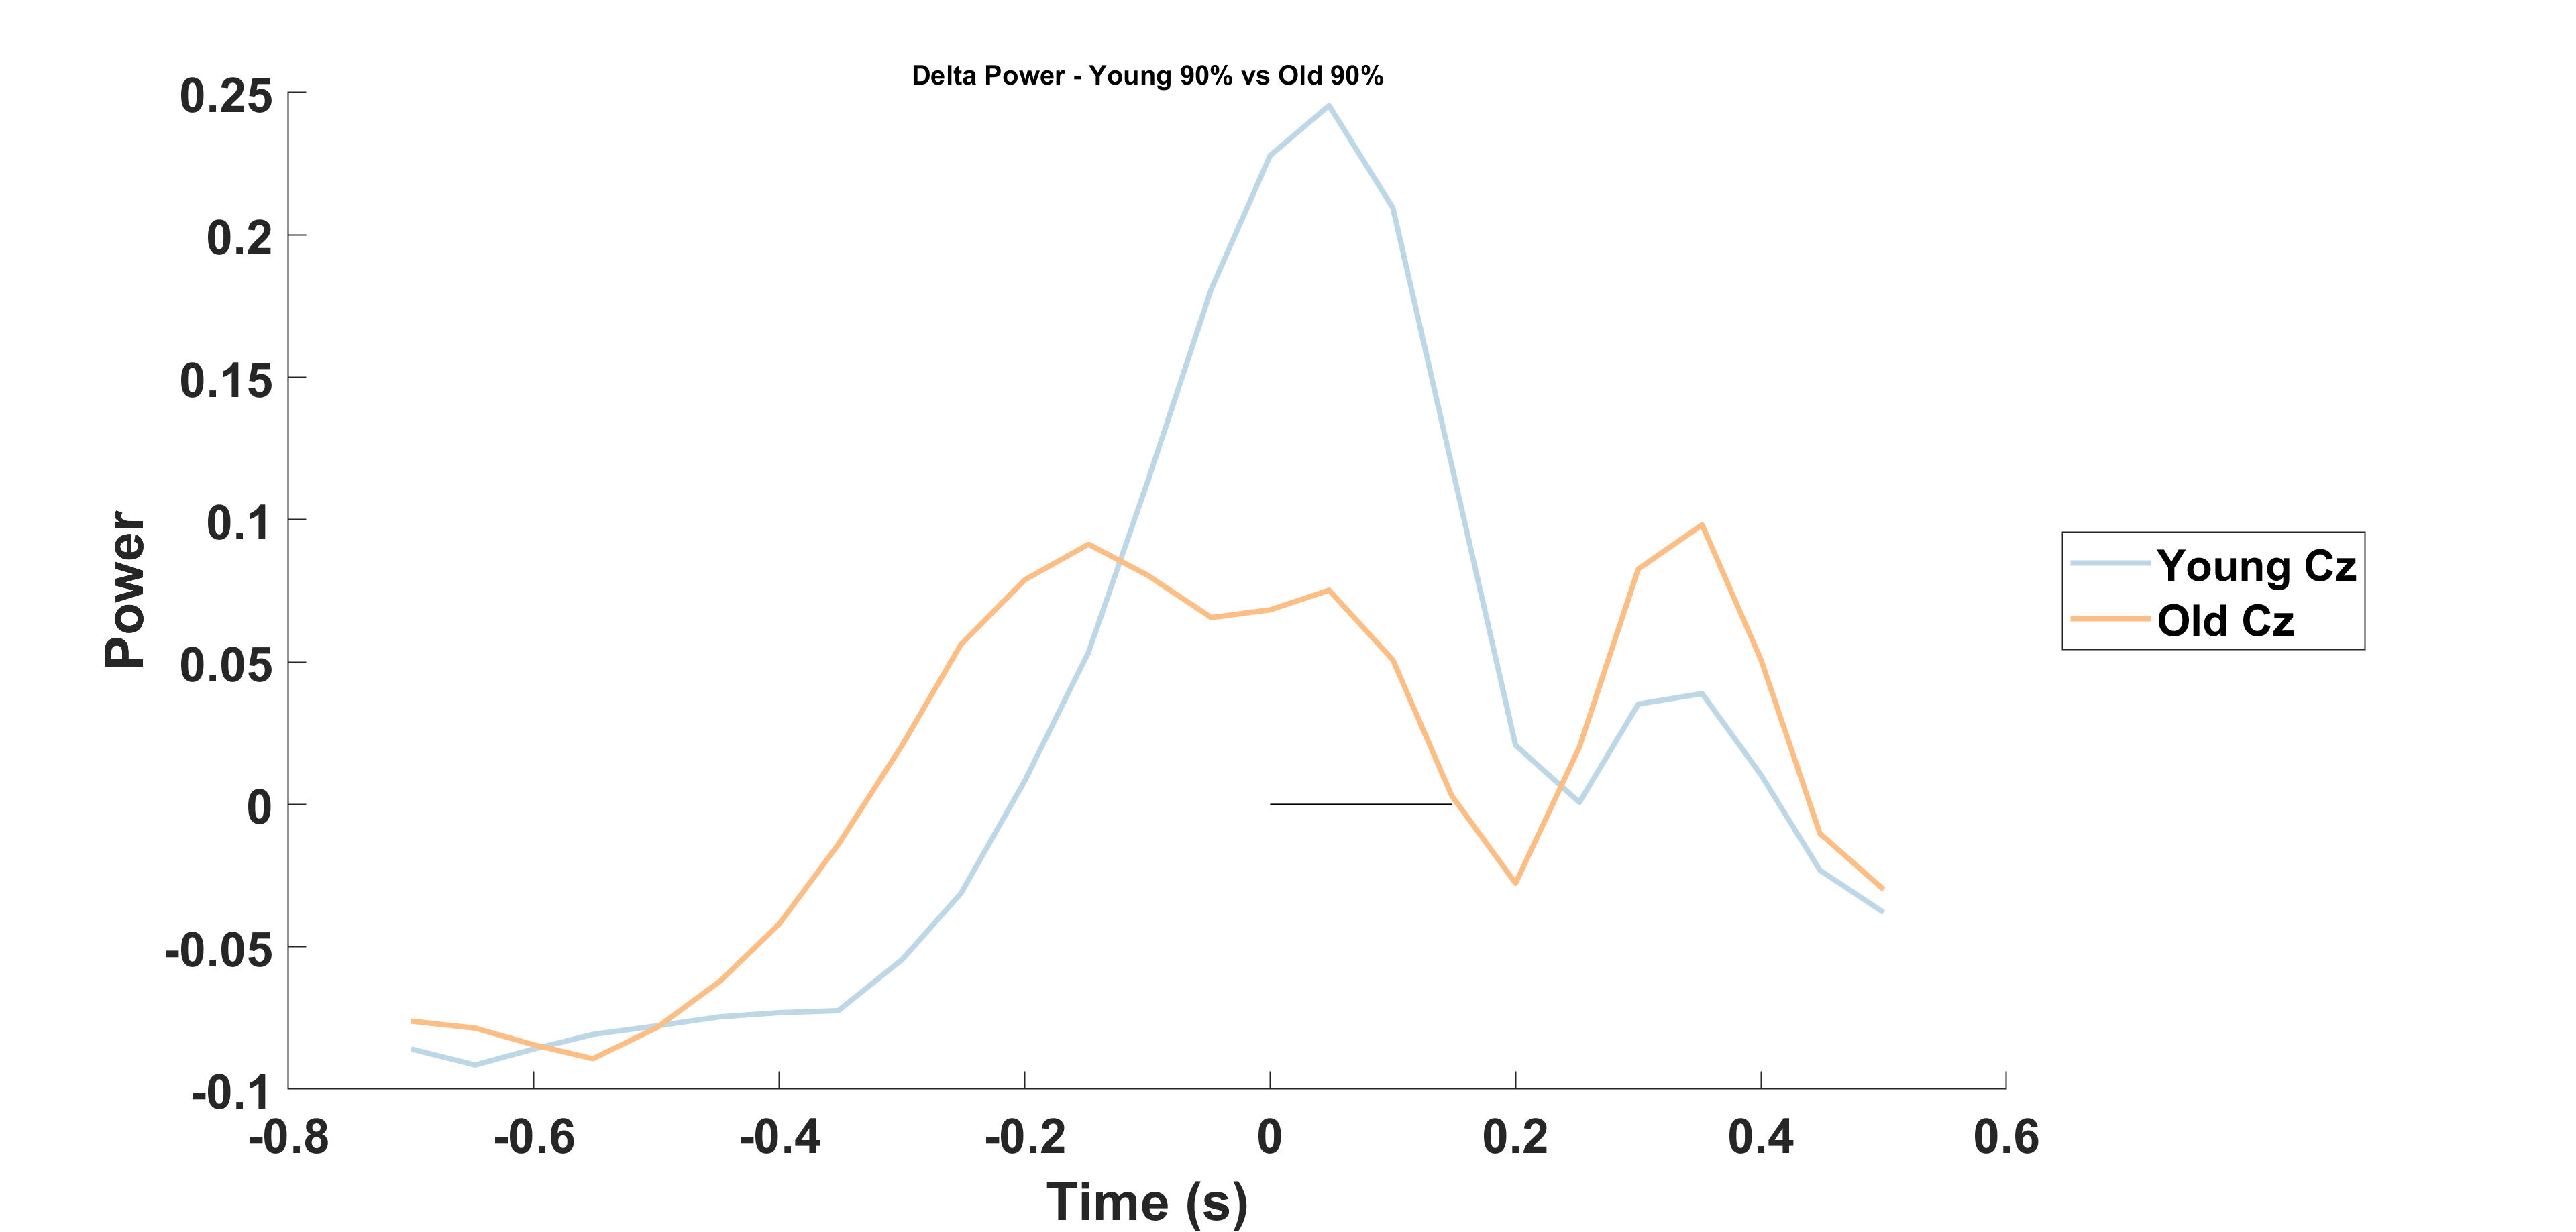 Delta Power - Young 90% vs Old 90%
0.25
0.2
0.15
0.1
0.05
0
-0.05
-0.1
Power
-0.8 -0.6 -0.4 -0.2 0 0.2 0.4 0.6
Time (s)
Young Cz
Old Cz